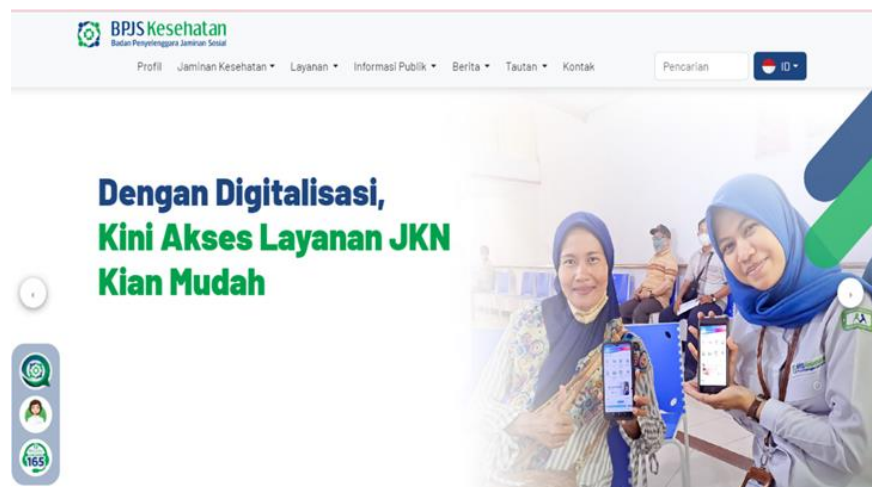 BPJS Kesehatan
Badan Penyelenggara Jaminan Sosial
Profil Jaminan Kesehatan Layanan Informasi Publik Berita Tautan Kontak Pencarian ID
Dengan Digitalisasi,
Kini Akses Layanan JKN
Kian Mudah
165